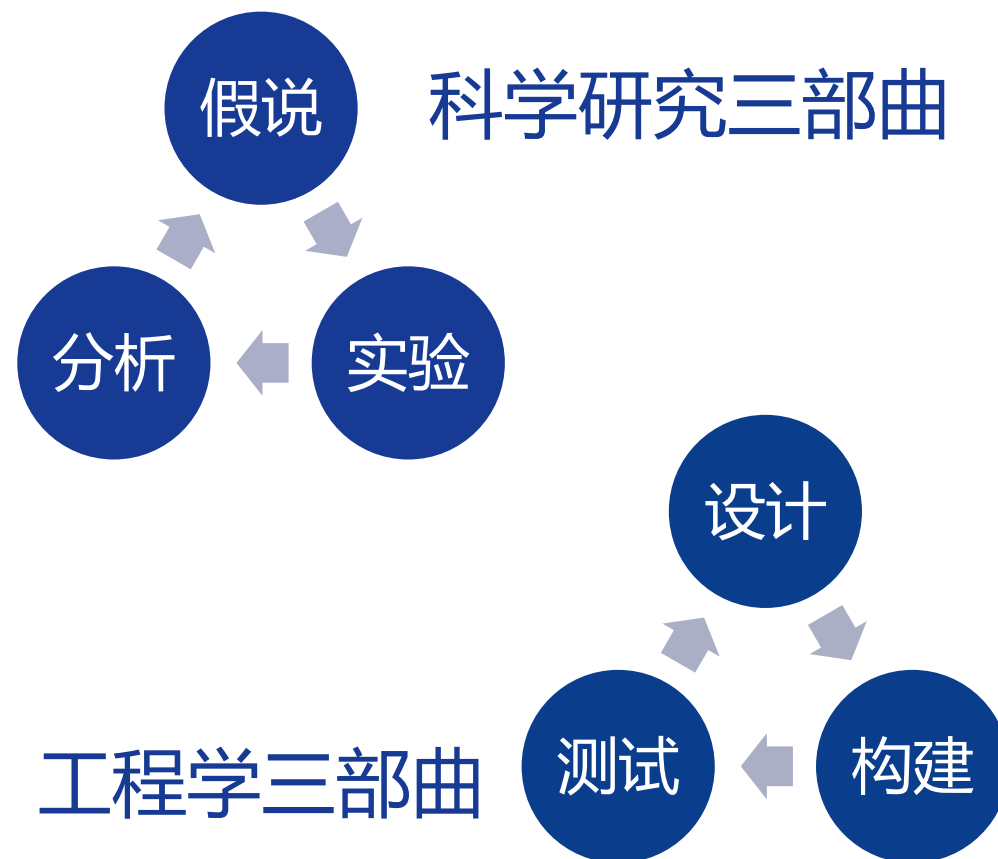 假说
科学研究三部曲
分析
实验
设计
工程学三部曲
测试
构建